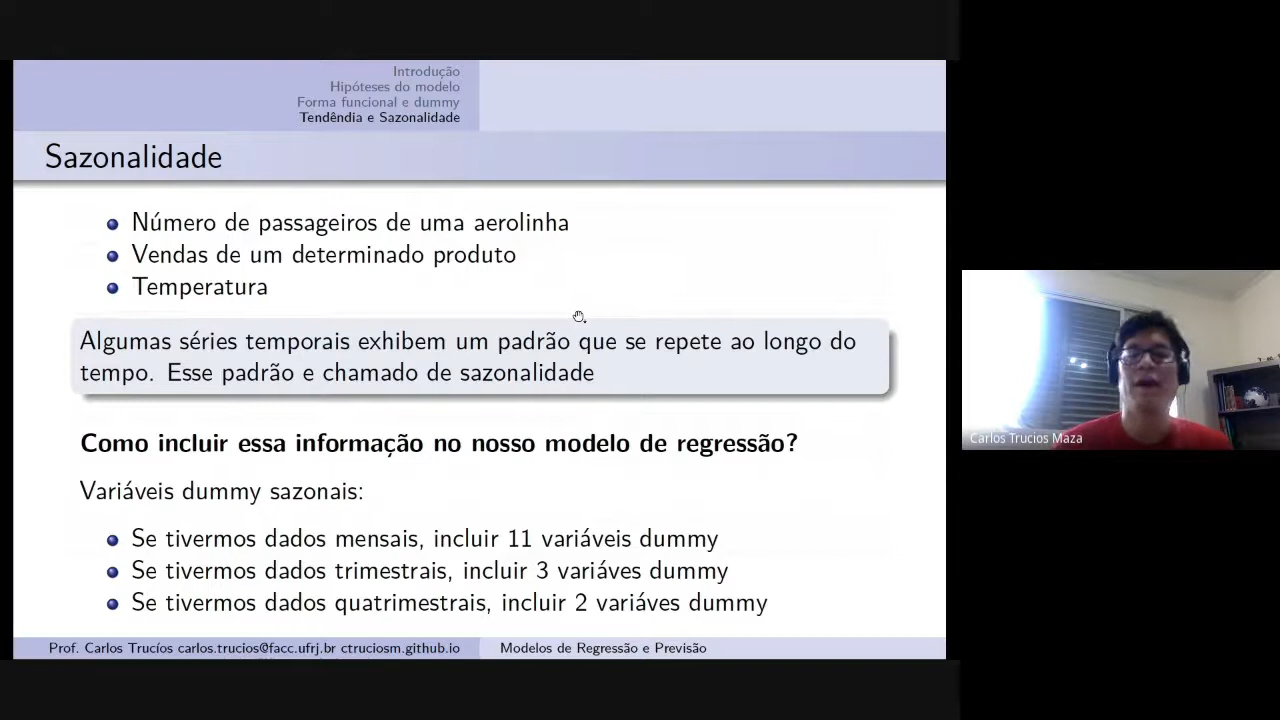 Introdução
Hipóteses do modelo
Forma funcional e dummy
Tendêndia e Sazonalidade
Sazonalidade
Número de passageiros de uma aerolinha
Vendas de um determinado produto
Temperatura
Algumas séries temporais exhibem um padrão que se repete ao longo do
tempo. Esse padrão e chamado de sazonalidade
Como incluir essa informação no nosso modelo de regressão?
Variáveis dummy sazonais:
Se tivermos dados mensais, incluir 11 variáveis dummy
Se tivermos dados trimestrais, incluir 3 variáves dummy
Se tivermos dados quatrimestrais, incluir 2 variáves dummy
Prof. Carlos Trucíos carlos.trucios@facc.ufrj.br ctruciosm.github.io
Modelos de Regressão e Previsão
Carlos Trucios Maza